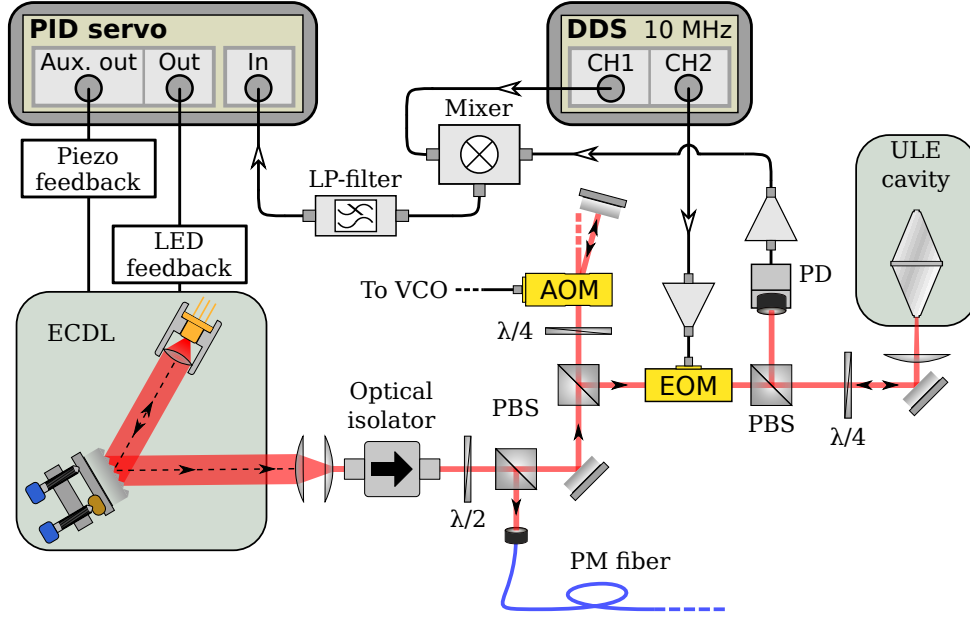 PID servo
Aux. out
Out
In
DDS 10 MHz
CH1
CH2
Mixer
Piezo
feedback
LP-filter
LED
feedback
ULE
cavity
To VCO
AOM
PD
λ/4
ECDL
Optical
isolator
PBS
EOM
PBS
λ/4
λ/2
PM fiber